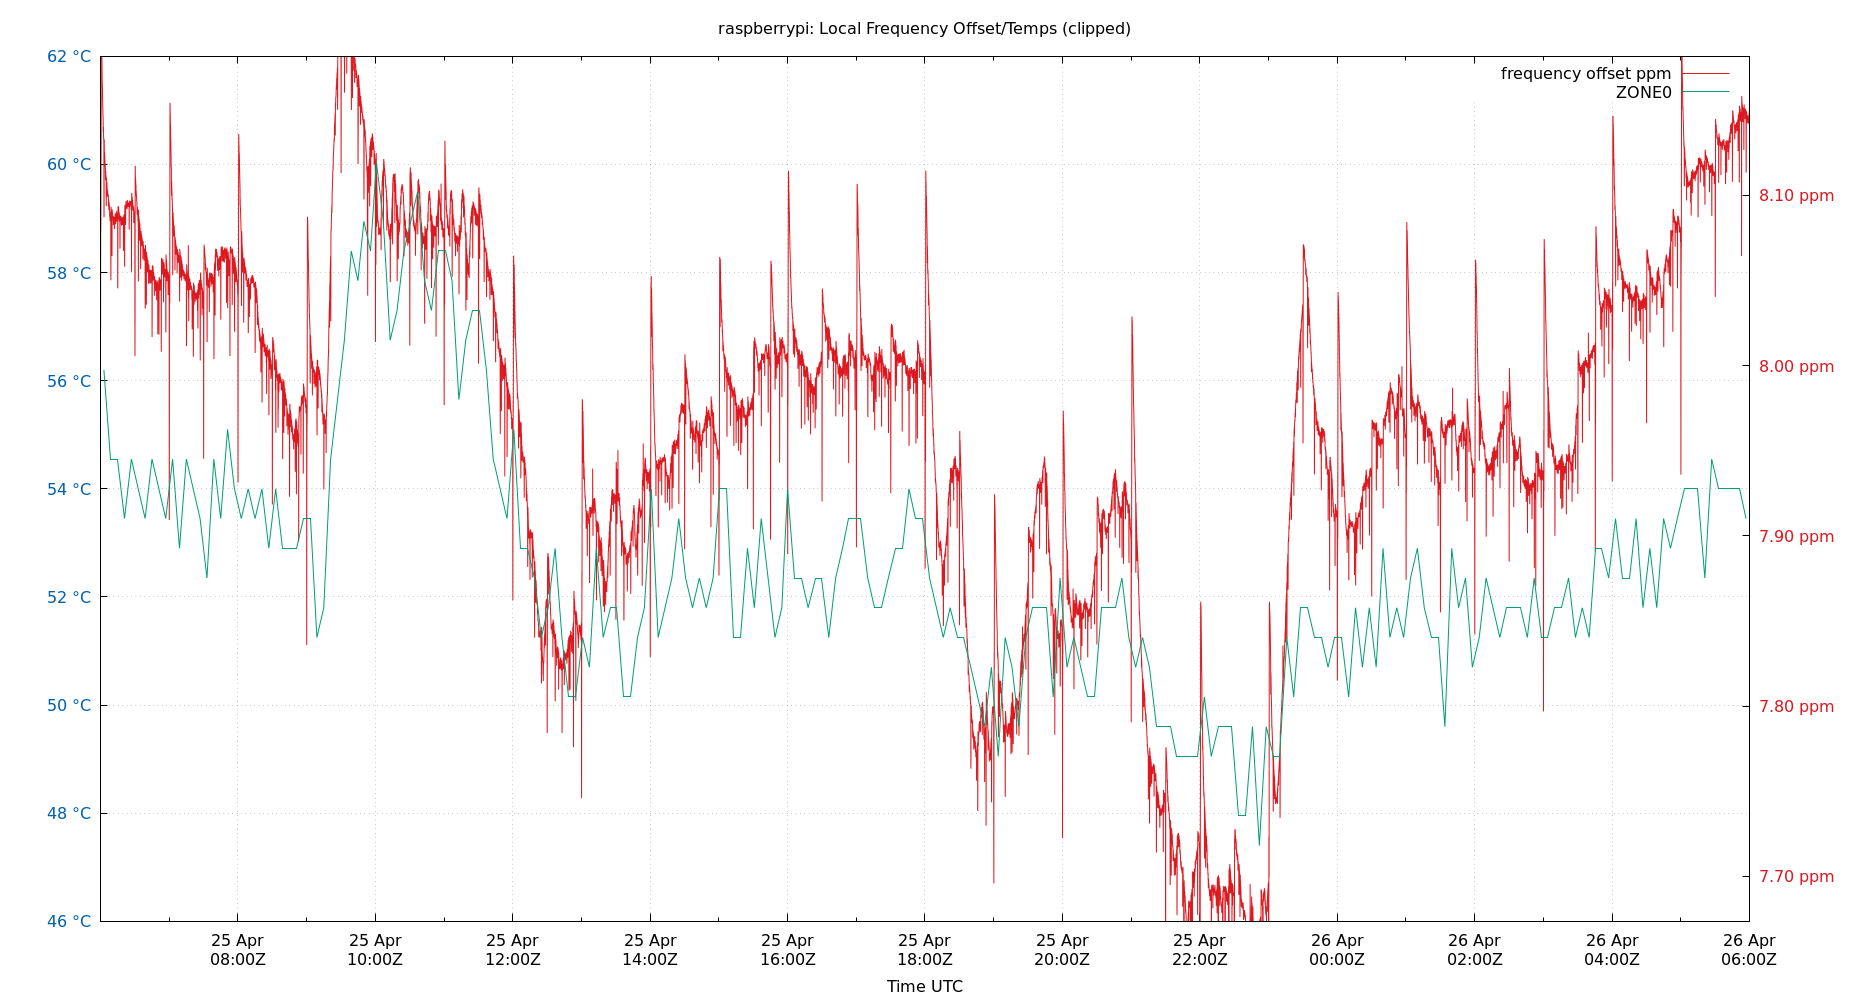 raspberrypi: Local Frequency Offset/Temps (clipped)
frequency offset ppm
ZONE0
62 °C
60 °C
58 °C
56 °C
54 °C
52 °C
50 °C
48 °C
46 °C
8.10 ppm
8.00 ppm
7.90 ppm
7.80 ppm
7.70 ppm
25 Apr 25 Apr 25 Apr 25 Apr 25 Apr 25 Apr 25 Apr 25 Apr 26 Apr 26 Apr 26 Apr 26 Apr
08:00Z 10:00Z 12:00Z 14:00Z 16:00Z 18:00Z 20:00Z 22:00Z 00:00Z 02:00Z 04:00Z 06:00Z
Time UTC